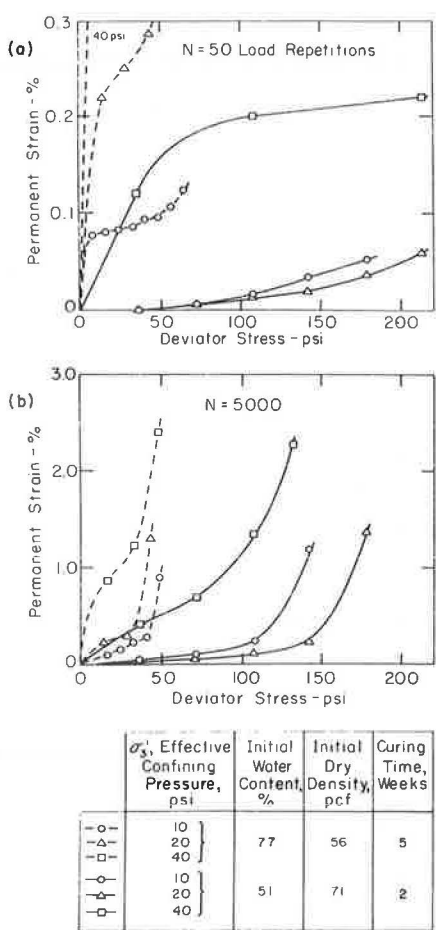 (a)
40 psi
N = 50 Load Repetitions
0.3
0.2
0.1
0
Permanent Strain - %
0 50 100 150 200
Deviator Stress - psi
(b)
N = 5000
3.0
2.0
1.0
0
Permanent Strain - %
0 50 100 150 200
Deviator Stress - psi
σ₃', Effective Confining Pressure, psi
Initial Water Content, %
Initial Dry Density, pcf
Curing Time, Weeks
10
20
40
77 56 5
10
20
40
51 71 2